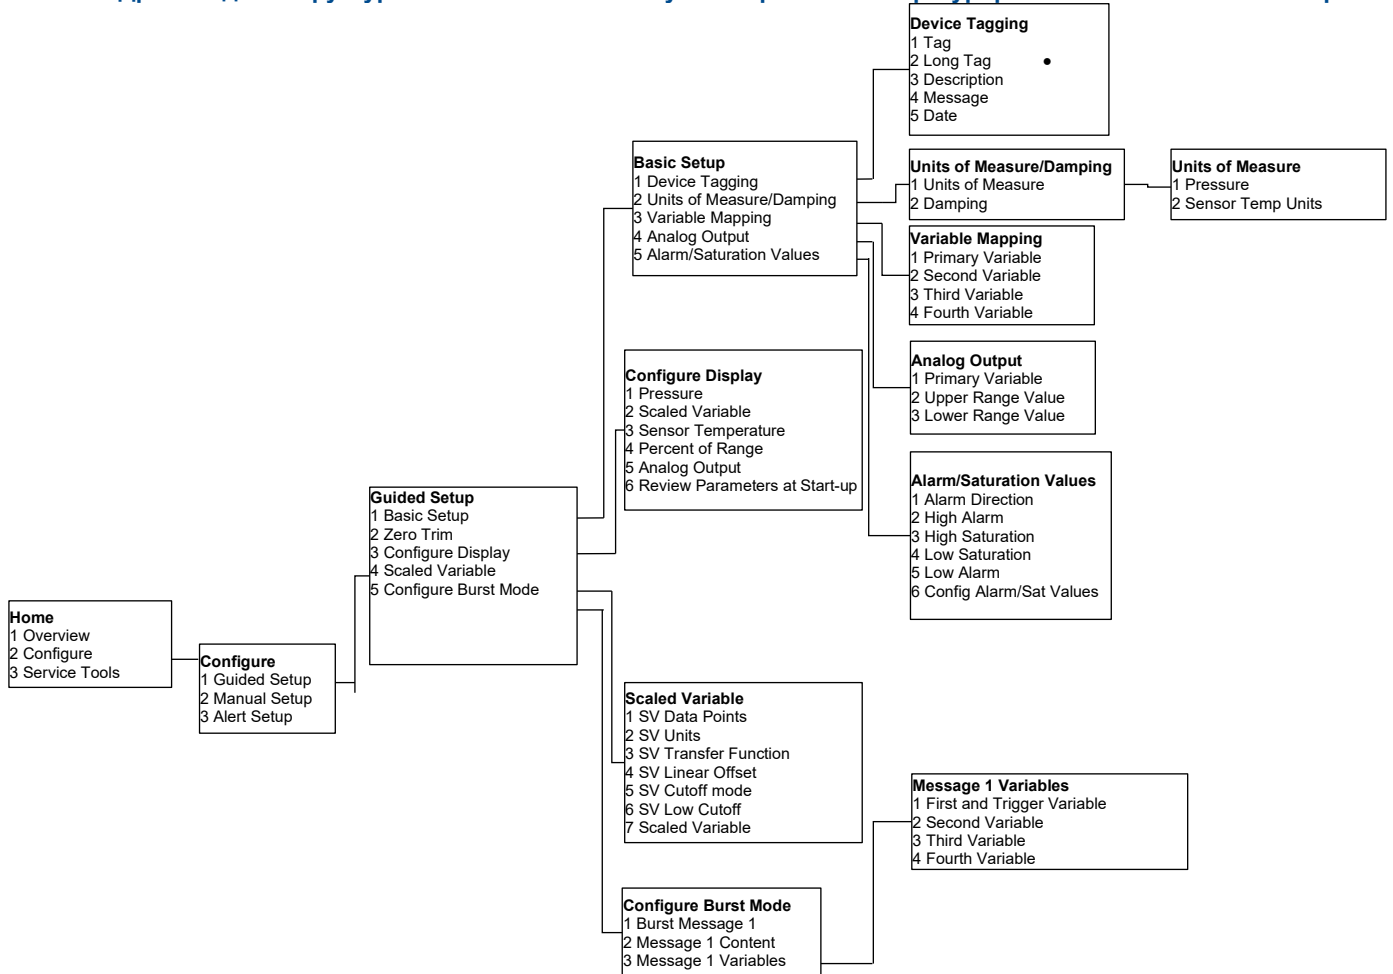 Device Tagging
1 Tag
2 Long Tag •
3 Description
4 Message
5 Date
Basic Setup
1 Device Tagging
2 Units of Measure/Damping
3 Variable Mapping
4 Analog Output
5 Alarm/Saturation Values
Units of Measure/Damping
1 Units of Measure
2 Damping
Units of Measure
1 Pressure
2 Sensor Temp Units
Variable Mapping
1 Primary Variable
2 Second Variable
3 Third Variable
4 Fourth Variable
Analog Output
1 Primary Variable
2 Upper Range Value
3 Lower Range Value
Configure Display
1 Pressure
2 Scaled Variable
3 Sensor Temperature
4 Percent of Range
5 Analog Output
6 Review Parameters at Start-up
Alarm/Saturation Values
1 Alarm Direction
2 High Alarm
3 High Saturation
4 Low Saturation
5 Low Alarm
6 Config Alarm/Sat Values
Guided Setup
1 Basic Setup
2 Zero Trim
3 Configure Display
4 Scaled Variable
5 Configure Burst Mode
Home
1 Overview
2 Configure
3 Service Tools
Configure
1 Guided Setup
2 Manual Setup
3 Alert Setup
Scaled Variable
1 SV Data Points
2 SV Units
3 SV Transfer Function
4 SV Linear Offset
5 SV Cutoff mode
6 SV Low Cutoff
7 Scaled Variable
Message 1 Variables
1 First and Trigger Variable
2 Second Variable
3 Third Variable
4 Fourth Variable
Configure Burst Mode
1 Burst Message 1
2 Message 1 Content
3 Message 1 Variables